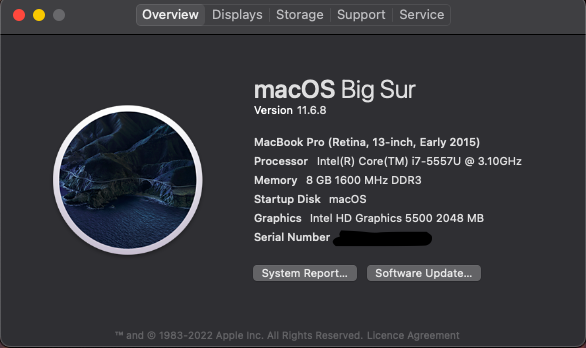 Overview Displays Storage Support Service
macOS Big Sur
Version 11.6.8
MacBook Pro (Retina, 13-inch, Early 2015)
Processor Intel(R) Core(TM) i7-5557U @ 3.10GHz
Memory 8 GB 1600 MHz DDR3
Startup Disk macOS
Graphics Intel HD Graphics 5500 2048 MB
Serial Number
System Report... Software Update...
™ and © 1983-2022 Apple Inc. All Rights Reserved. Licence Agreement